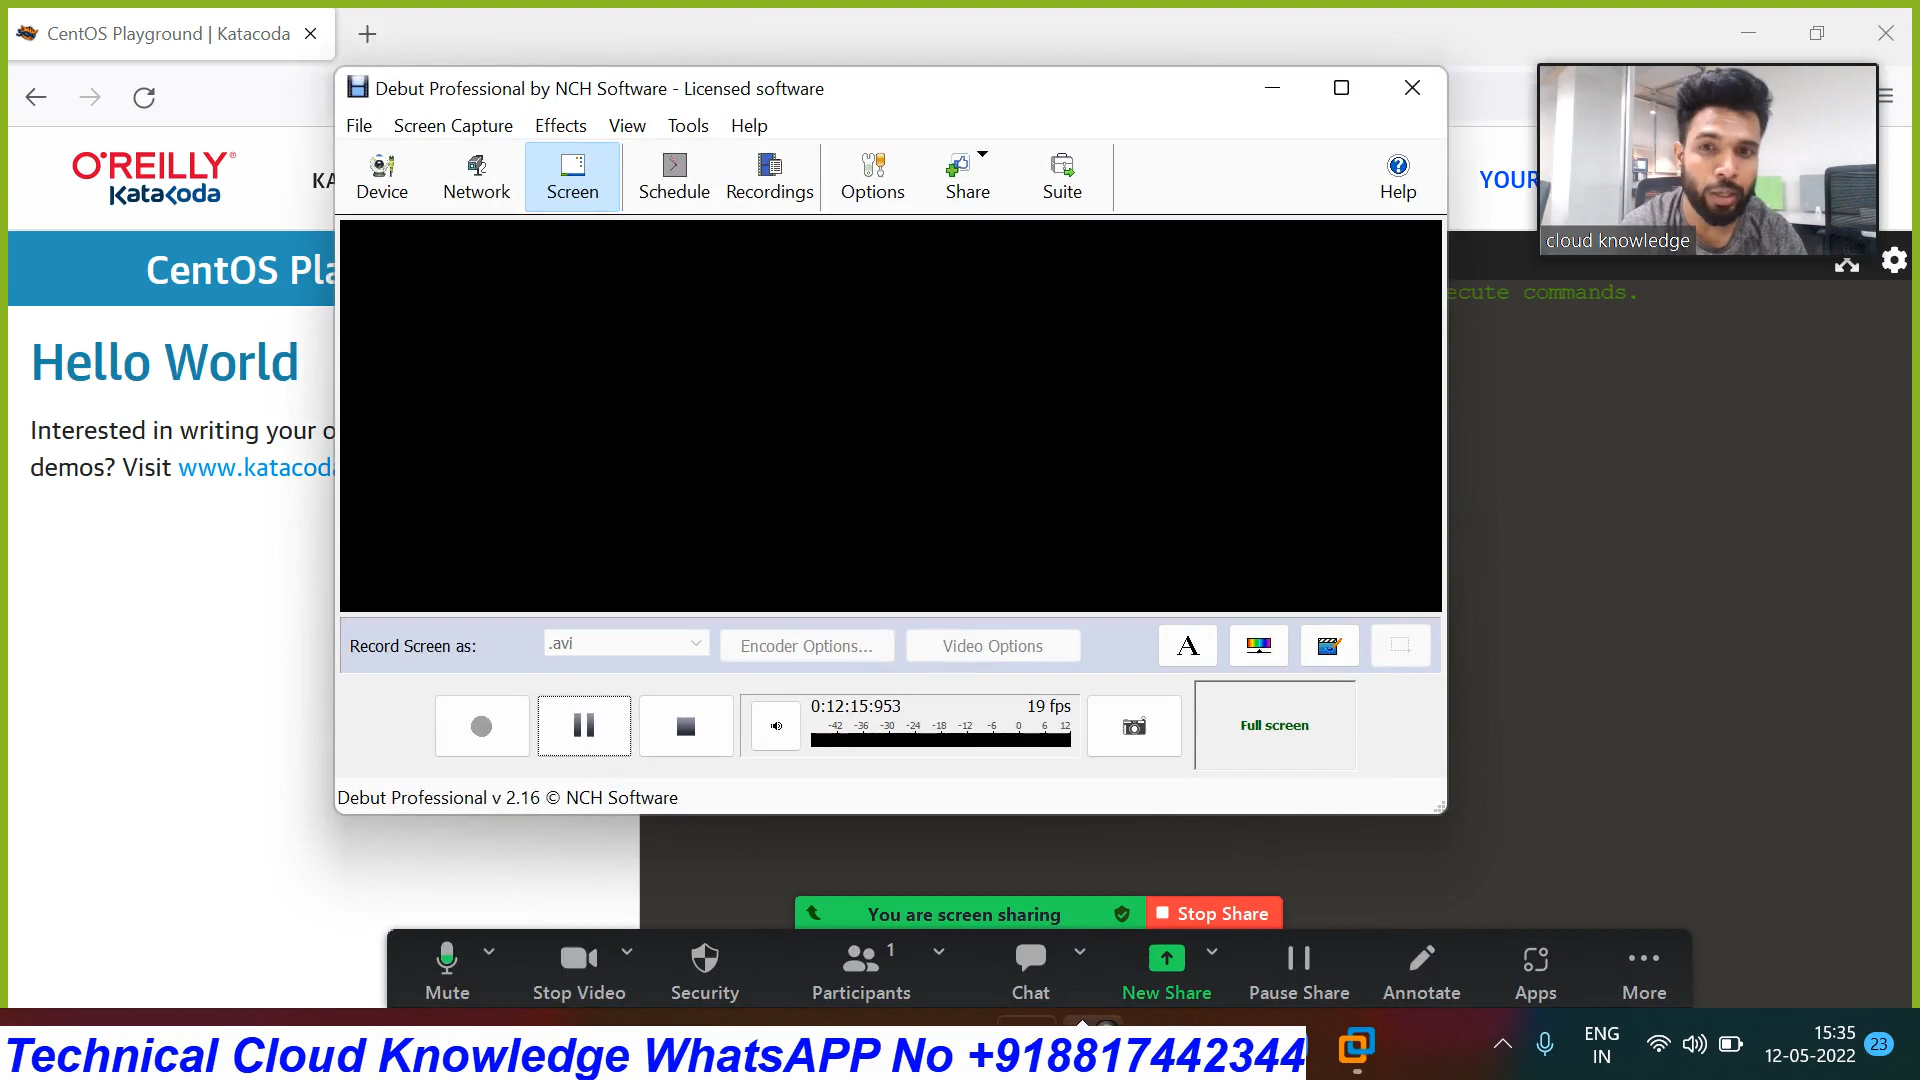 CentOS Playground | Katacoda
Debut Professional by NCH Software - Licensed software
File Screen Capture Effects View Tools Help
Device Network Screen Schedule Recordings Options Share Suite Help
O'REILLY®
Katacoda
KA
YOUR
cloud knowledge
CentOS Pla
ecute commands.
Hello World
Interested in writing your o
demos? Visit www.katacoda
Record Screen as: .avi Encoder Options... Video Options A
0:12:15:953 19 fps
-42 -36 -30 -24 -18 -12 -6 0 6 12
Full screen
Debut Professional v 2.16 © NCH Software
You are screen sharing Stop Share
1
Mute Stop Video Security Participants Chat New Share Pause Share Annotate Apps More
Technical Cloud Knowledge WhatsAPP No +918817442344
ENG
IN
15:35
12-05-2022
23